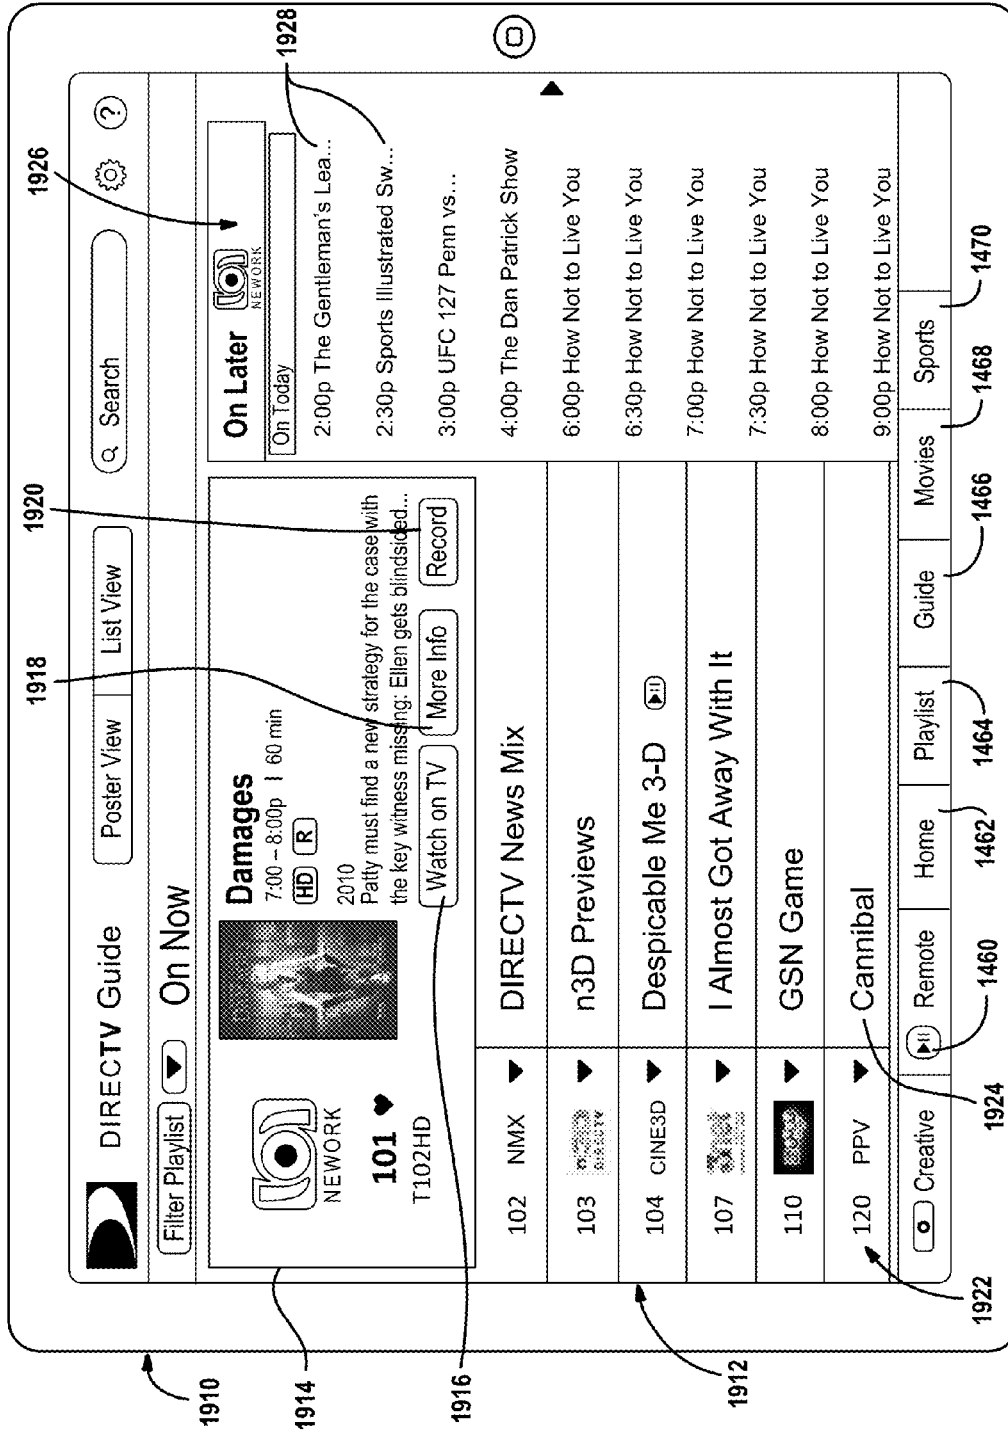 1926
1928
1920
1918
DIRECTV Guide
Poster View
List View
Search
?
Filter Playlist
On Now
NEWORK
101
T102HD
Damages
7:00 – 8:00p I 60 min
HD R
2010
Patty must find a new strategy for the case with
the key witness missing; Ellen gets blindsided...
Watch on TV
More Info
Record
102 NMX DIRECTV News Mix
103 n3D Previews
104 CINE3D Despicable Me 3-D
107 I Almost Got Away With It
110 GSN Game
120 PPV Cannibal
On Later
NEWORK
On Today
2:00p The Gentleman's Lea...
2:30p Sports Illustrated Sw...
3:00p UFC 127 Penn vs...
4:00p The Dan Patrick Show
6:00p How Not to Live You
6:30p How Not to Live You
7:00p How Not to Live You
7:30p How Not to Live You
8:00p How Not to Live You
9:00p How Not to Live You
Creative
Remote
Home
Playlist
Guide
Movies
Sports
1910
1914
1916
1912
1922
1924
1460
1462
1464
1466
1468
1470